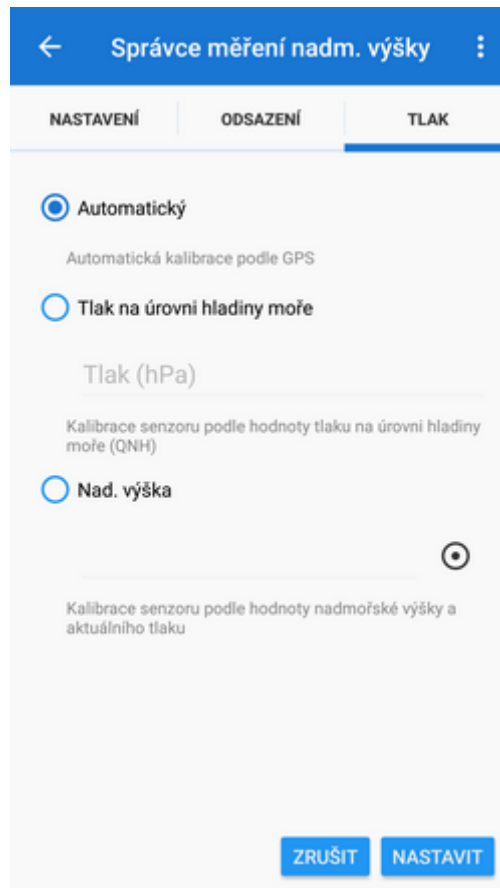 Správce měření nadm. výšky
NASTAVENÍ ODSAZENÍ TLAK
Automatický
Automatická kalibrace podle GPS
Tlak na úrovni hladiny moře
Tlak (hPa)
Kalibrace senzoru podle hodnoty tlaku na úrovni hladiny
moře (QNH)
Nad. výška
Kalibrace senzoru podle hodnoty nadmořské výšky a
aktuálního tlaku
ZRUŠIT NASTAVIT